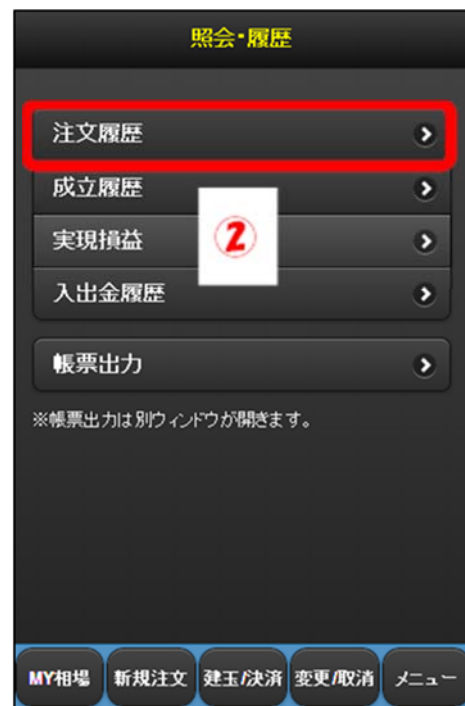 照会・履歴
注文履歴
成立履歴
②
実現損益
入出金履歴
帳票出力
※帳票出力は別ウィンドウが開きます。
MY相場 新規注文 建玉/決済 変更/取消 メニュー